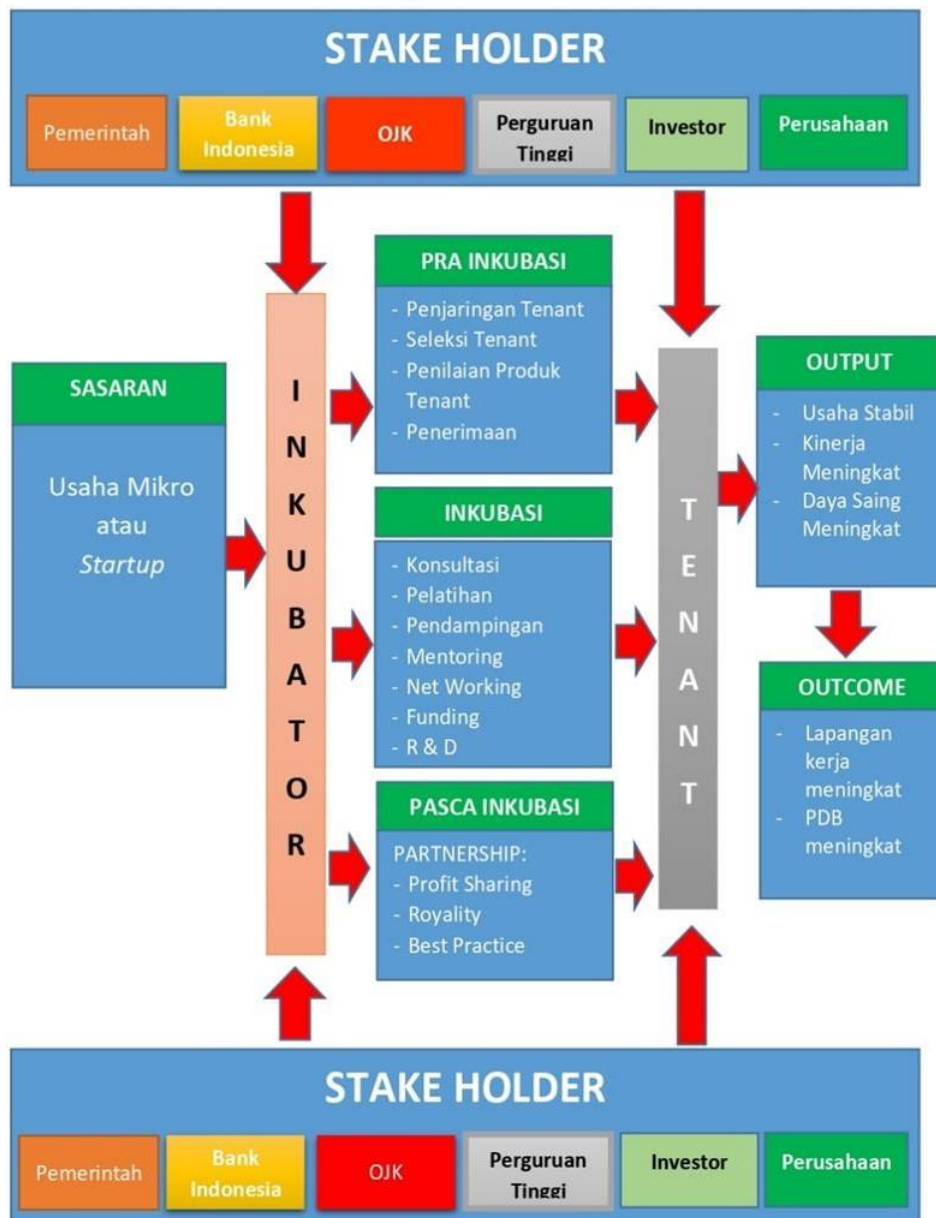 STAKE HOLDER
Pemerintah
Bank
Indonesia
OJK
Perguruan
Tinggi
Investor
Perusahaan
SASARAN
Usaha Mikro
atau
Startup
INKUBATOR
PRA INKUBASI
- Penjaringan Tenant
- Seleksi Tenant
- Penilaian Produk
Tenant
- Penerimaan
INKUBASI
- Konsultasi
- Pelatihan
- Pendampingan
- Mentoring
- Net Working
- Funding
- R & D
PASCA INKUBASI
PARTNERSHIP:
- Profit Sharing
- Royality
- Best Practice
TENANT
OUTPUT
- Usaha Stabil
- Kinerja
Meningkat
- Daya Saing
Meningkat
OUTCOME
- Lapangan
kerja
meningkat
- PDB
meningkat
STAKE HOLDER
Pemerintah
Bank
Indonesia
OJK
Perguruan
Tinggi
Investor
Perusahaan